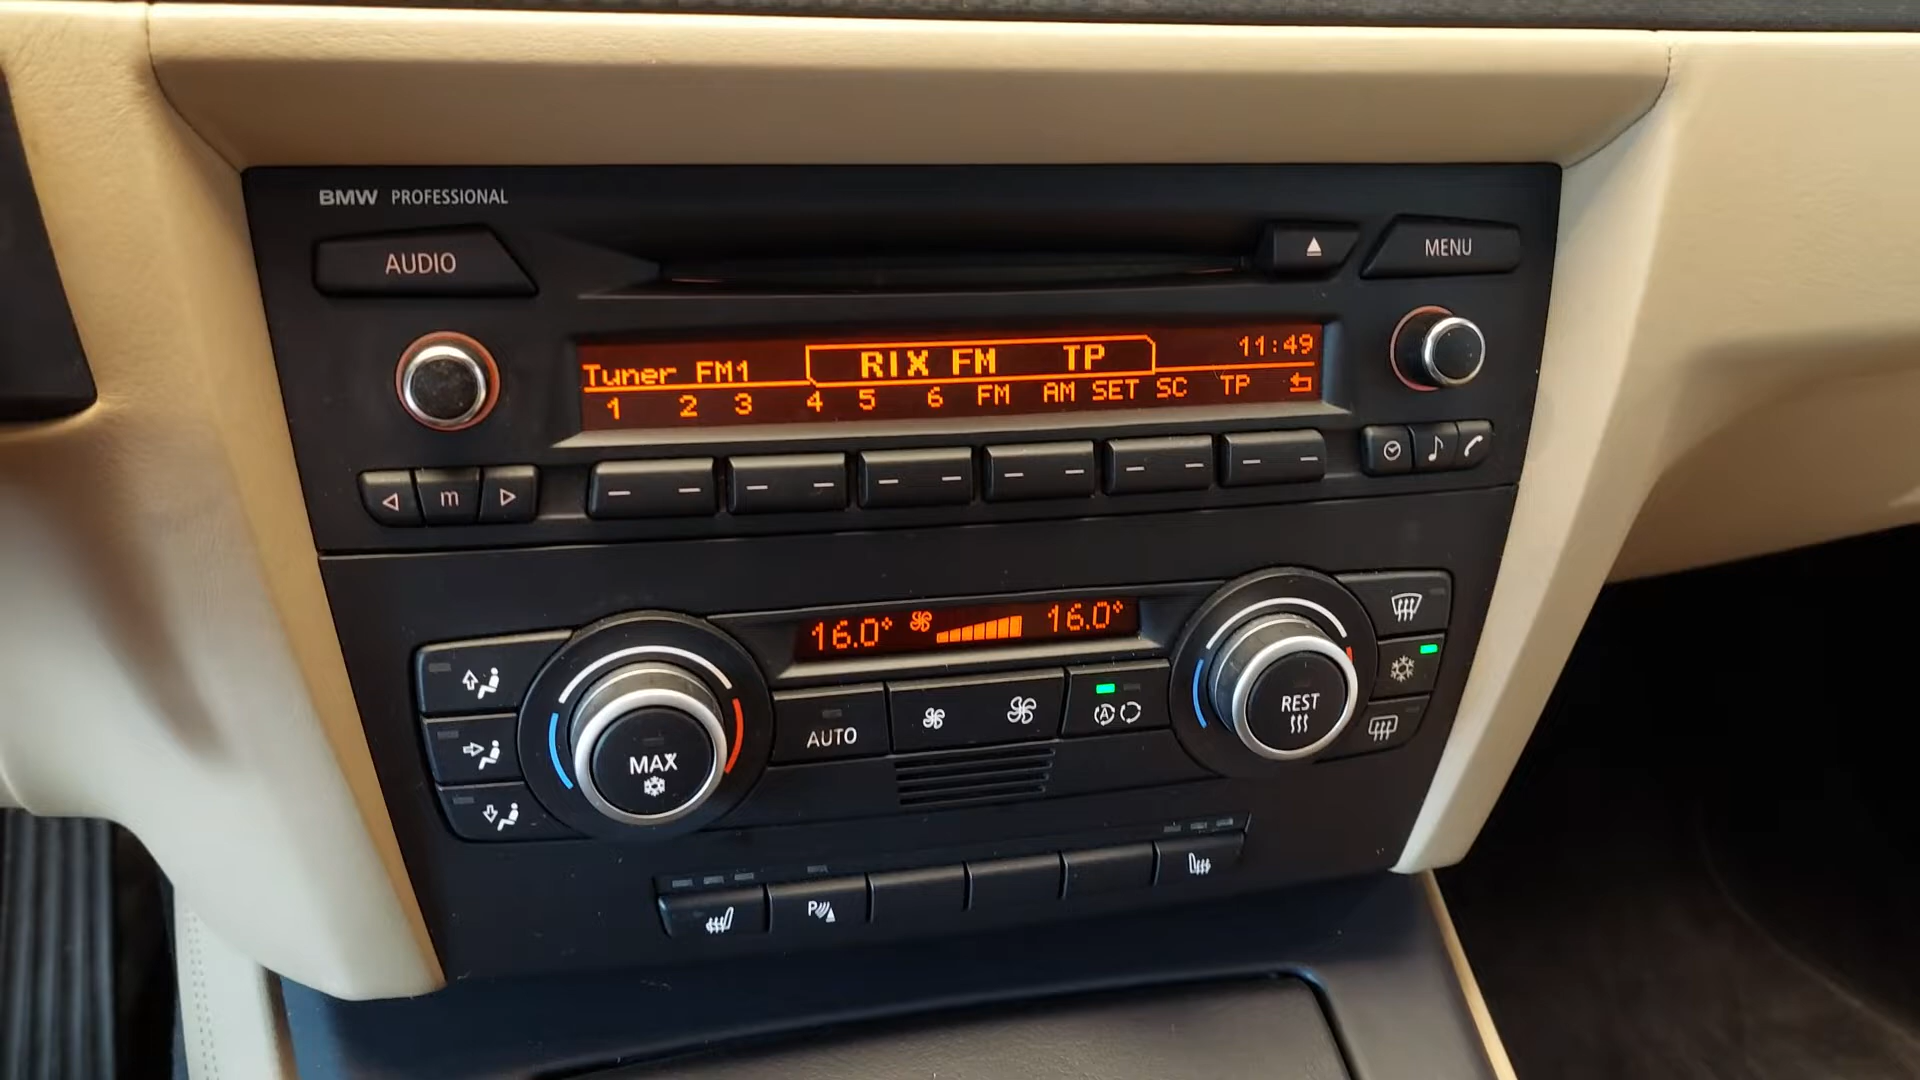 BMW PROFESSIONAL
AUDIO
MENU
Tuner FM1
RIX FM TP
11:49
1 2 3 4 5 6 FM AM SET SC TP
m
16.0° 16.0°
AUTO
A
MAX
REST
P